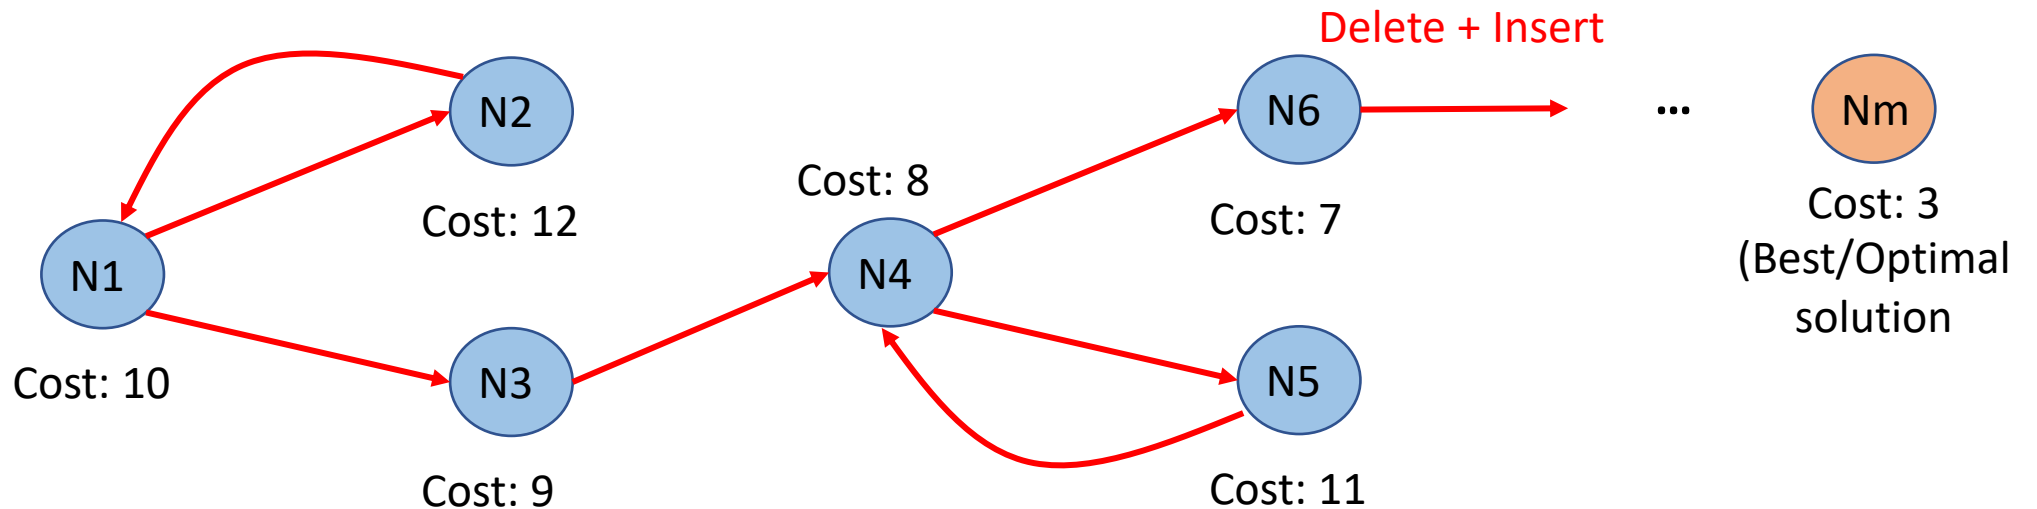 Delete + Insert
N2
N6
...
Nm
Cost: 8
Cost: 12
Cost: 7
Cost: 3
(Best/Optimal
solution
N1
N4
Cost: 10
N3
N5
Cost: 9
Cost: 11